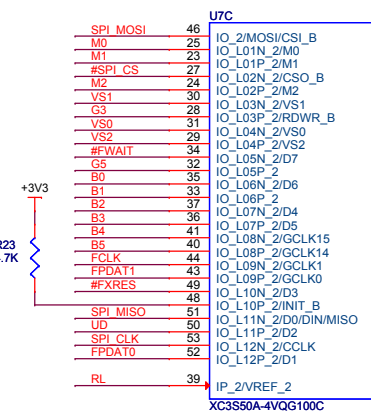 U7C
SPI_MOSI 46 IO_2/MOSI/CSI_B
M0 25 IO_L01N_2/M0
M1 23 IO_L01P_2/M1
#SPI_CS 27 IO_L02N_2/CSO_B
M2 24 IO_L02P_2/M2
VS1 30 IO_L03N_2/VS1
G3 28 IO_L03P_2/RDWR_B
VS0 31 IO_L04N_2/VS0
VS2 29 IO_L04P_2/VS2
#FWAIT 34 IO_L05N_2/D7
G5 32 IO_L05P_2
B0 35 IO_L06N_2/D6
+3V3 B1 33 IO_L06P_2
B2 37 IO_L07N_2/D4
B3 36 IO_L07P_2/D5
B4 41 IO_L08N_2/GCLK15
R23 B5 40 IO_L08P_2/GCLK14
4.7K FCLK 44 IO_L09N_2/GCLK1
FPDAT1 43 IO_L09P_2/GCLK0
#FXRES 49 IO_L10N_2/D3
48 IO_L10P_2/INIT_B
SPI_MISO 51 IO_L11N_2/D0/DIN/MISO
UD 50 IO_L11P_2/D2
SPI_CLK 53 IO_L12N_2/CCLK
FPDAT0 52 IO_L12P_2/D1
RL 39 IP_2/VREF_2
XC3S50A-4VQG100C